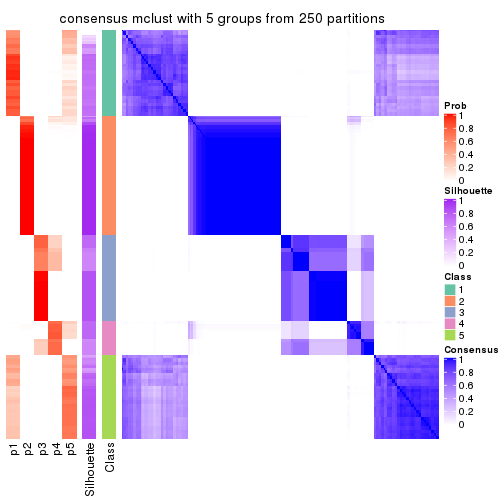 consensus mclust with 5 groups from 250 partitions
Prob
1
0.8
0.6
0.4
0.2
0
Silhouette
1
0.8
0.6
0.4
0.2
0
Class
1
2
3
4
5
Consensus
1
0.8
0.6
0.4
0.2
0
p1
p2
p3
p4
p5
Silhouette
Class